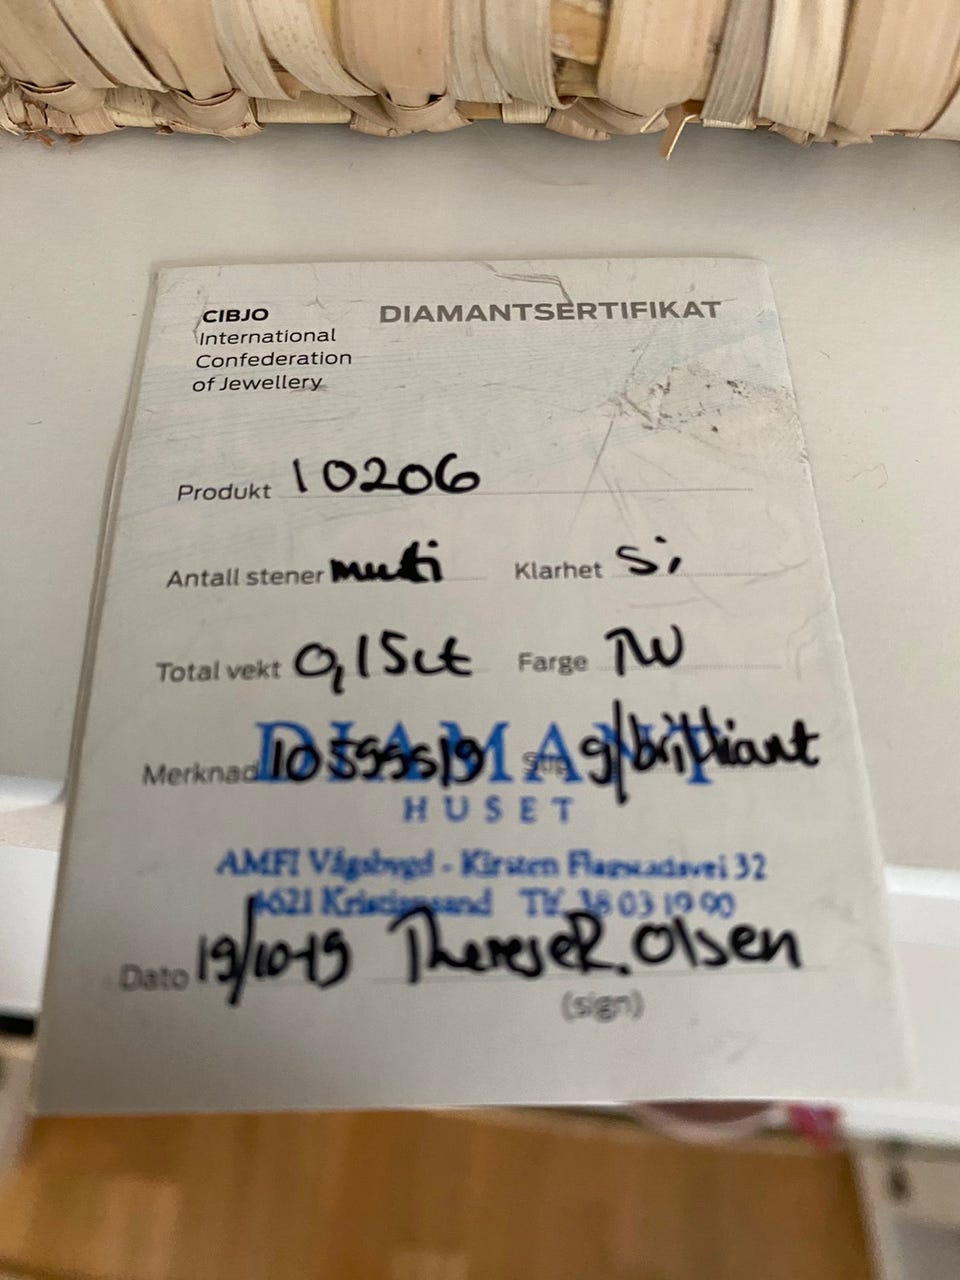 CIBJO
International
Confederation
of Jewellery
DIAMANTSERTIFIKAT
Produkt 10206
Antall stener multi Klarhet Si
Total vekt 0,15ct Farge TW
DIAMANT
Merknad g/brilliant
HUSET
AMFI Vågsbygd - Kirsten Flagstadsvei 32
4621 Kristiansand Tlf. 38 03 19 90
Dato 19/10-19 Therese R. Olsen
(sign)